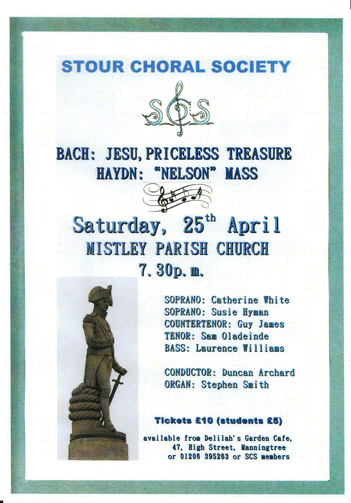 STOUR CHORAL SOCIETY
SCS
BACH: JESU, PRICELESS TREASURE
HAYDN: "NELSON" MASS
Saturday, 25th April
MISTLEY PARISH CHURCH
7.30p.m.
SOPRANO: Catherine White
SOPRANO: Susie Hyman
COUNTERTENOR: Guy James
TENOR: Sam Oladeinde
BASS: Laurence Williams
CONDUCTOR: Duncan Archard
ORGAN: Stephen Smith
Tickets £10 (students £5)
available from Delilah's Garden Cafe,
47, High Street, Manningtree
or 01206 395263 or SCS members